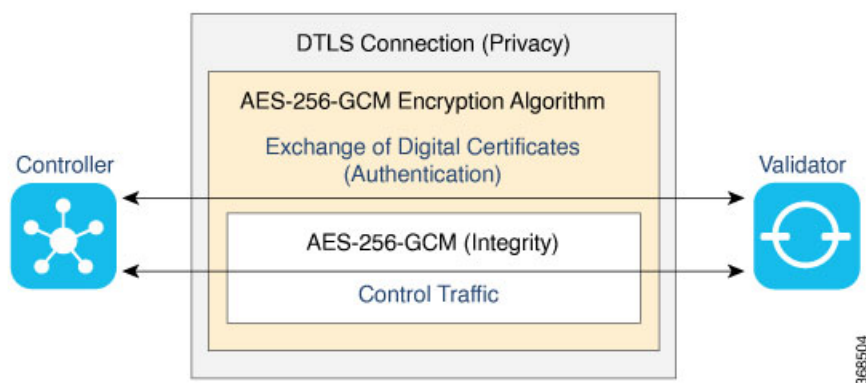 DTLS Connection (Privacy)
AES-256-GCM Encryption Algorithm
Exchange of Digital Certificates
(Authentication)
Controller
Validator
AES-256-GCM (Integrity)
Control Traffic
368504